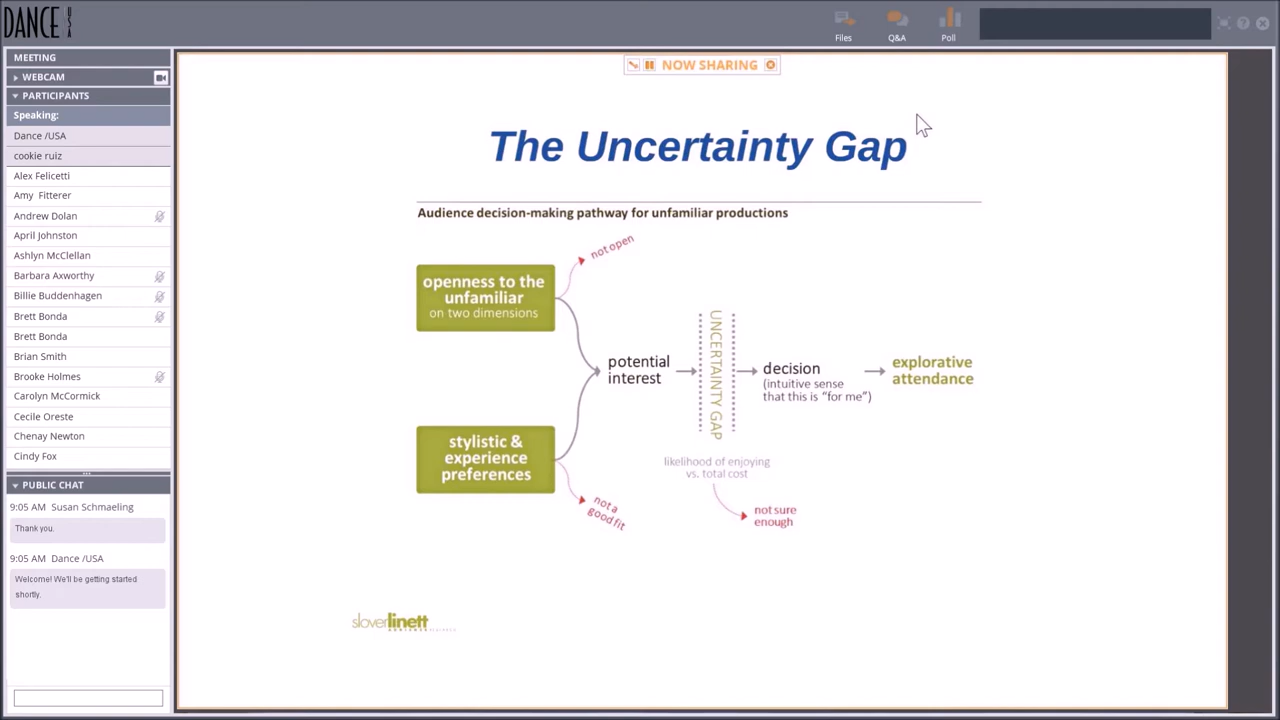 DANCE USA
Files
Q&A
Poll
MEETING
WEBCAM
PARTICIPANTS
Speaking:
Dance /USA
cookie ruiz
Alex Felicetti
Amy Fitterer
Andrew Dolan
April Johnston
Ashlyn McClellan
Barbara Axworthy
Billie Buddenhagen
Brett Bonda
Brett Bonda
Brian Smith
Brooke Holmes
Carolyn McCormick
Cecile Oreste
Chenay Newton
Cindy Fox
PUBLIC CHAT
9:05 AM Susan Schmaeling
Thank you.
9:05 AM Dance /USA
Welcome! We'll be getting started
shortly.
NOW SHARING
The Uncertainty Gap
Audience decision-making pathway for unfamiliar productions
not open
openness to the
unfamiliar
on two dimensions
potential
interest
UNCERTAINTY GAP
decision
(intuitive sense
that this is "for me")
explorative
attendance
stylistic &
experience
preferences
not a
good fit
likelihood of enjoying
vs. total cost
not sure
enough
sloverlinett